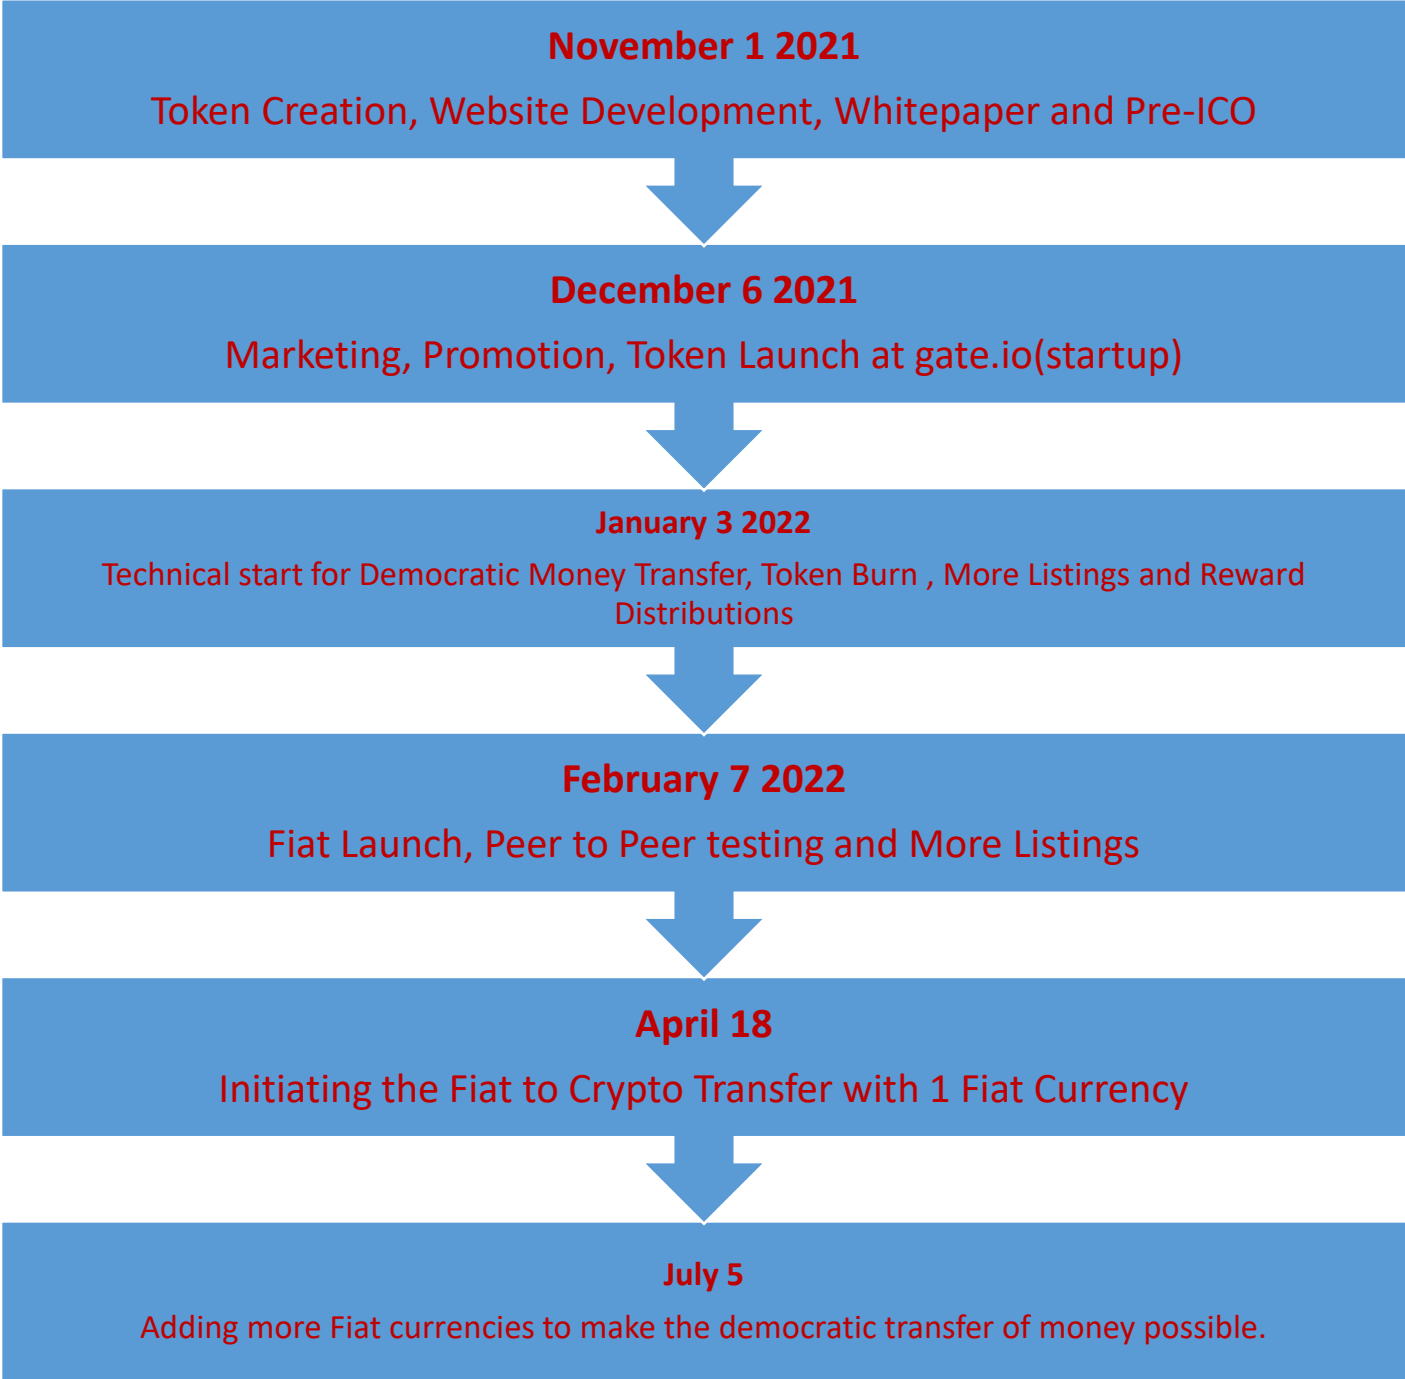 November 1 2021
Token Creation, Website Development, Whitepaper and Pre-ICO
December 6 2021
Marketing, Promotion, Token Launch at gate.io(startup)
January 3 2022
Technical start for Democratic Money Transfer, Token Burn , More Listings and Reward
Distributions
February 7 2022
Fiat Launch, Peer to Peer testing and More Listings
April 18
Initiating the Fiat to Crypto Transfer with 1 Fiat Currency
July 5
Adding more Fiat currencies to make the democratic transfer of money possible.